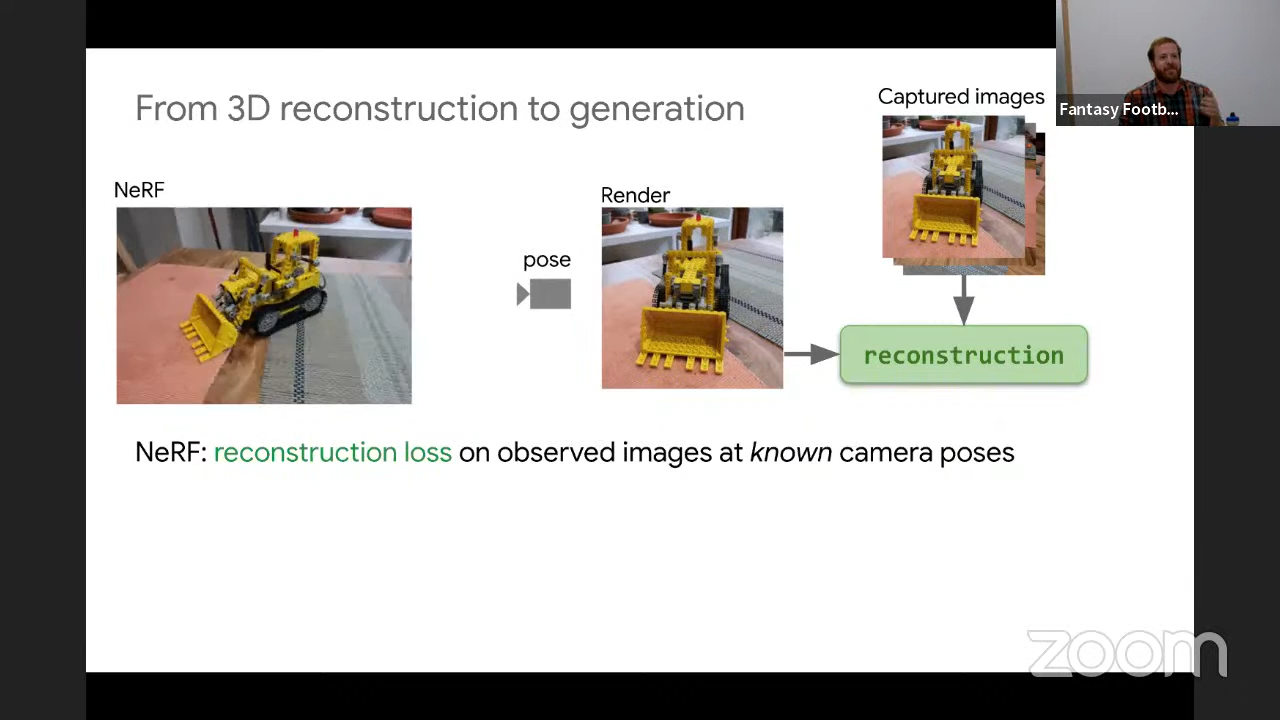 From 3D reconstruction to generation
Captured images
Fantasy Footb...
NeRF
Render
pose
reconstruction
NeRF: reconstruction loss on observed images at known camera poses
zoom